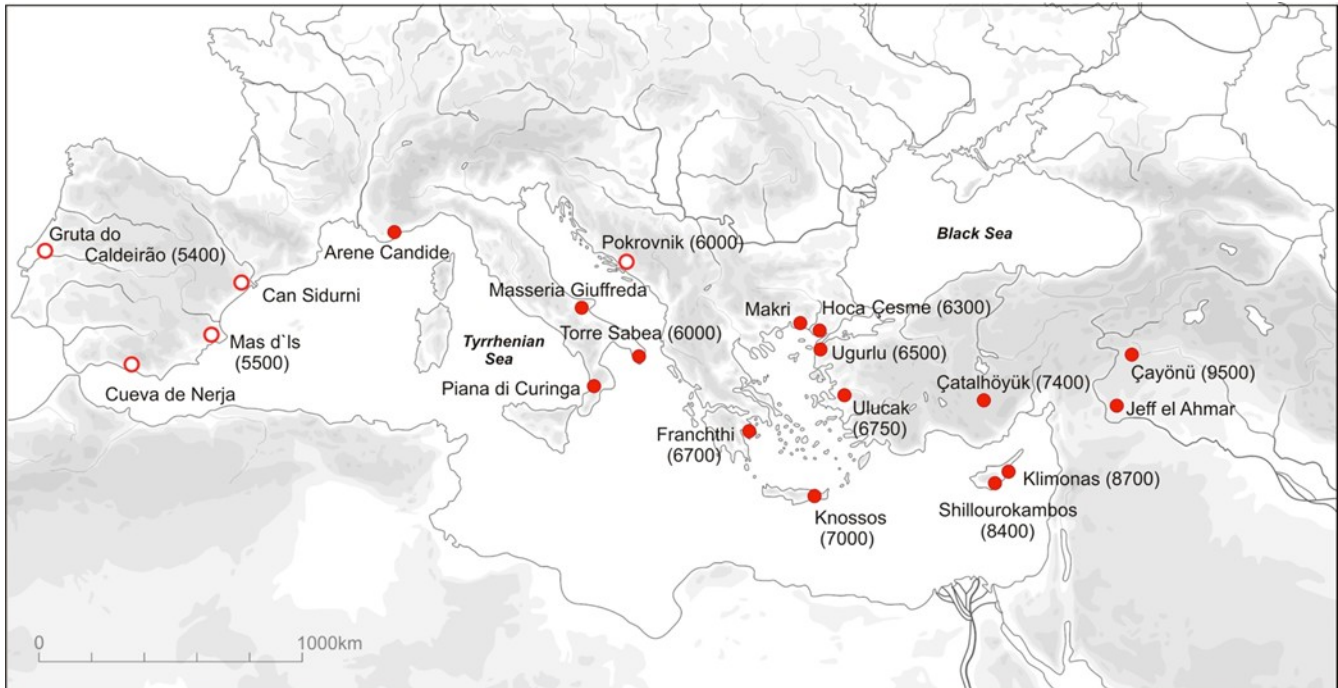 Gruta do
Caldeirão (5400)
Can Sidurni
Mas d`Is
(5500)
Cueva de Nerja
Arene Candide
Pokrovnik (6000)
Masseria Giuffreda
Torre Sabea (6000)
Tyrrhenian
Sea
Piana di Curinga
Black Sea
Makri
Hoca Çesme (6300)
Ugurlu (6500)
Çatalhöyük (7400)
Ulucak
(6750)
Franchthi
(6700)
Knossos
(7000)
Çayönü (9500)
Jeff el Ahmar
Klimonas (8700)
Shillourokambos
(8400)
0 1000km